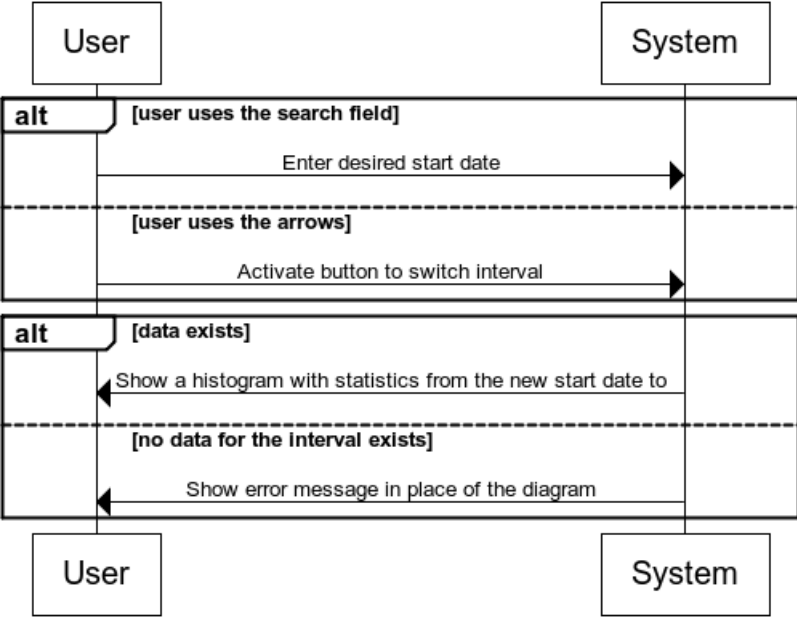 User
System
alt
[user uses the search field]
Enter desired start date
[user uses the arrows]
Activate button to switch interval
alt
[data exists]
Show a histogram with statistics from the new start date to
[no data for the interval exists]
Show error message in place of the diagram
User
System